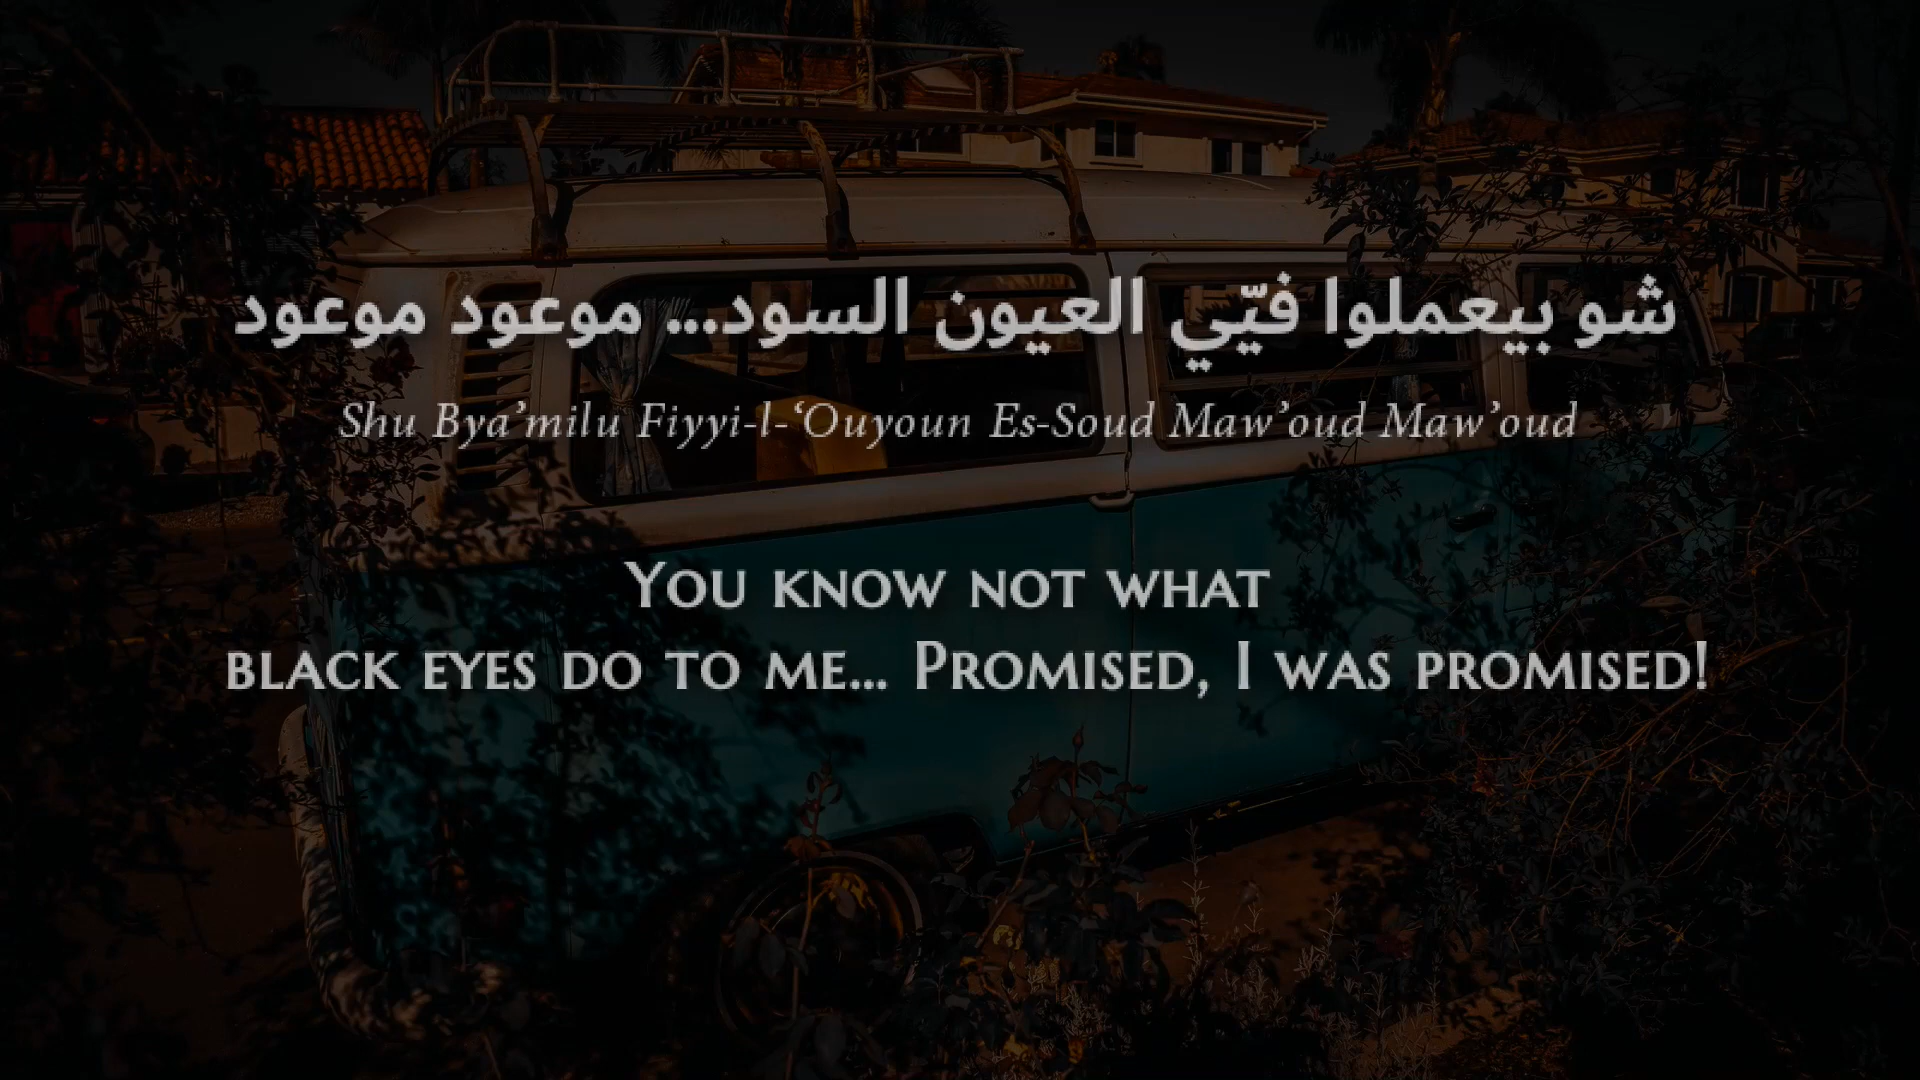 شو بيعملوا فيّي العيون السود... موعود موعود
Shu Bya’milu Fiyyi-l-‘Ouyoun Es-Soud Maw’oud Maw’oud
You know not what
black eyes do to me... Promised, I was promised!